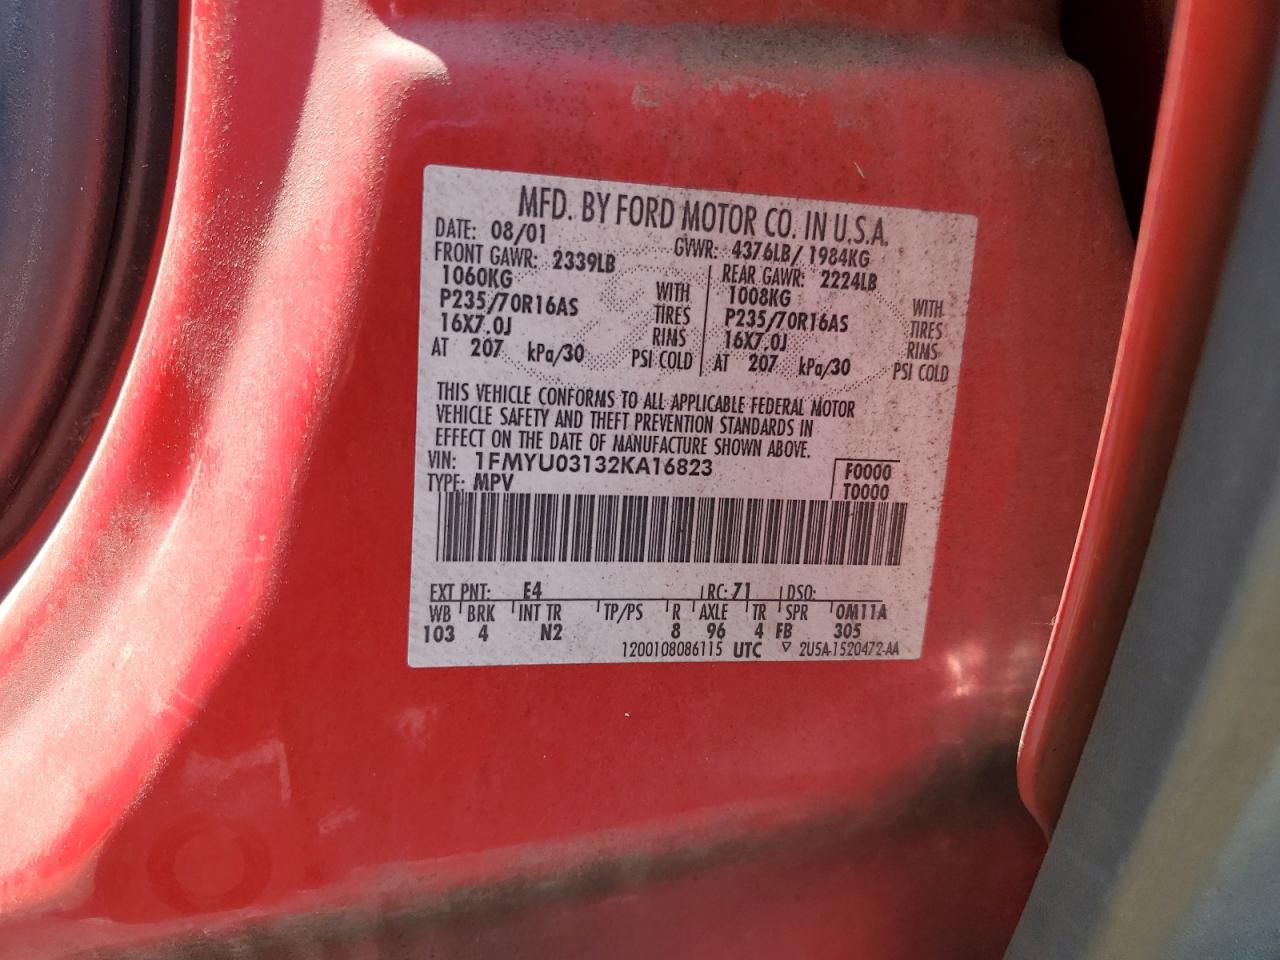 MFD. BY FORD MOTOR CO. IN U.S.A.
DATE: 08/01 GVWR: 4376LB/ 1984KG
FRONT GAWR: 2339LB REAR GAWR: 2224LB
1060KG WITH 1008KG WITH
P235/70R16AS TIRES P235/70R16AS TIRES
16X7.0J RIMS 16X7.0J RIMS
AT 207 kPa/30 PSI COLD AT 207 kPa/30 PSI COLD
THIS VEHICLE CONFORMS TO ALL APPLICABLE FEDERAL MOTOR
VEHICLE SAFETY AND THEFT PREVENTION STANDARDS IN
EFFECT ON THE DATE OF MANUFACTURE SHOWN ABOVE.
VIN: 1FMYU03132KA16823 F0000
TYPE: MPV T0000
EXT PNT: E4 RC: 71 DSO:
WB BRK INT TR TP/PS R AXLE TR SPR 0M11A
103 4 N2 8 96 4 FB 305
1200108086115 UTC ▽ 2U5A-1520472-AA